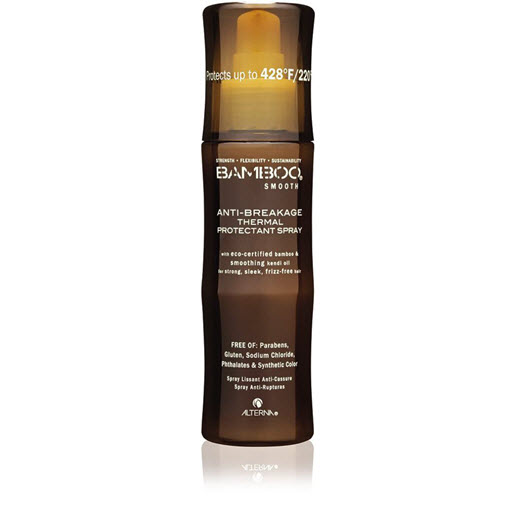 Protects up to 428°F/220°
STRENGTH • FLEXIBILITY • SUSTAINABILITY
BAMBOO
SMOOTH
ANTI-BREAKAGE
THERMAL
PROTECTANT SPRAY
with eco-certified bamboo &
smoothing kendi oil
for strong, sleek, frizz-free hair
FREE OF: Parabens,
Gluten, Sodium Chloride,
Phthalates & Synthetic Color
Spray Lissant Anti-Cassure
Spray Anti-Ruptures
ALTERNA®